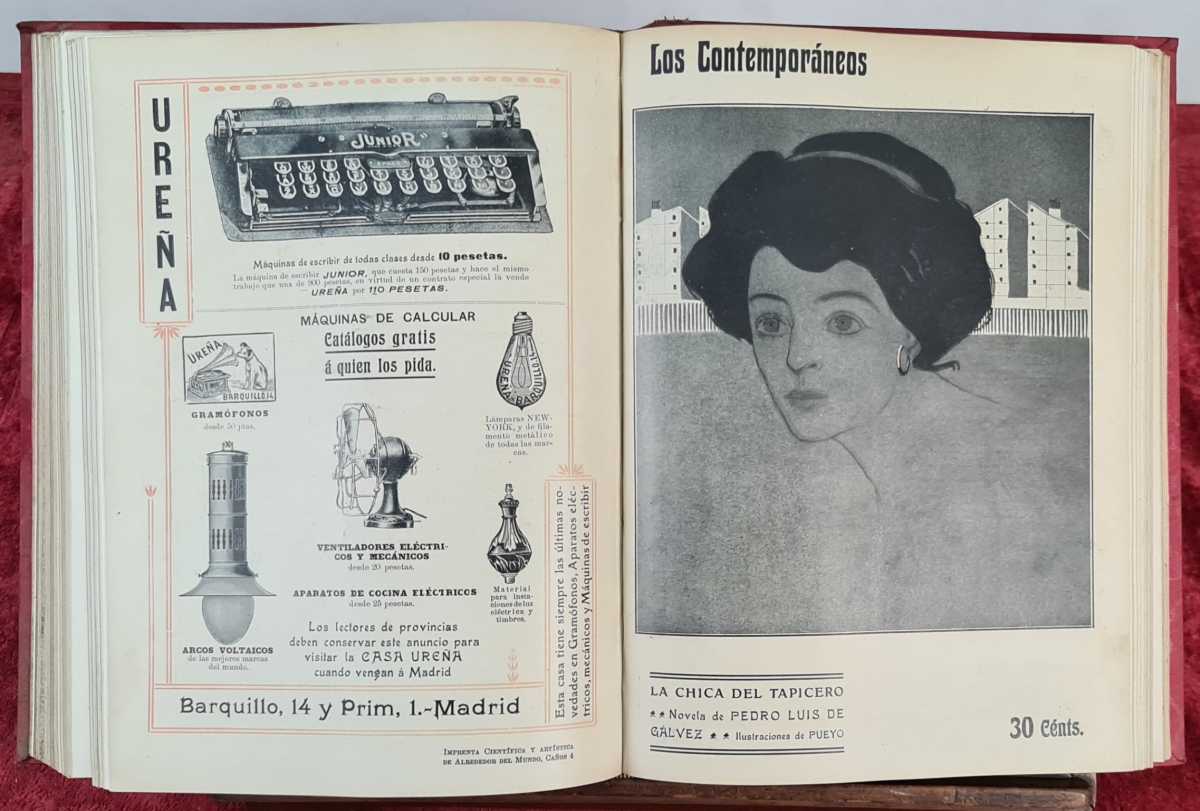 UREÑA
JUNIOR
Máquinas de escribir de todas clases desde 10 pesetas.
La máquina de escribir JUNIOR, que cuesta 150 pesetas y hace el mismo
trabajo que una de 900 pesetas, en virtud de un contrato especial la vende
UREÑA por 110 PESETAS.
MÁQUINAS DE CALCULAR
Catálogos gratis
á quien los pida.
UREÑA
BARQUILLO, 14
GRAMÓFONOS
desde 50 ptas.
UREÑA-BARQUILLO, 14
Lámparas NEW-
YORK, y de fila-
mento metálico
de todas las mar-
cas.
VENTILADORES ELÉCTRI-
COS Y MECÁNICOS
desde 20 pesetas.
APARATOS DE COCINA ELÉCTRICOS
desde 25 pesetas.
Material
para insta-
ciones de luz
eléctrica y
timbres.
ARCOS VOLTAICOS
de las mejores marcas
del mundo.
Los lectores de provincias
deben conservar este anuncio para
visitar la CASA UREÑA
cuando vengan á Madrid
Esta casa tiene siempre las últimas no-
vedades en Gramófonos, Aparatos eléc-
tricos, mecánicos y Máquinas de escribir
Barquillo, 14 y Prim, 1.-Madrid
IMPRENTA CIENTÍFICA Y ARTÍSTICA
DE ALREDEDOR DEL MUNDO, CAÑOS 4
Los Contemporáneos
LA CHICA DEL TAPICERO
Novela de PEDRO LUIS DE
GÁLVEZ Ilustraciones de PUEYO
30 Cénts.